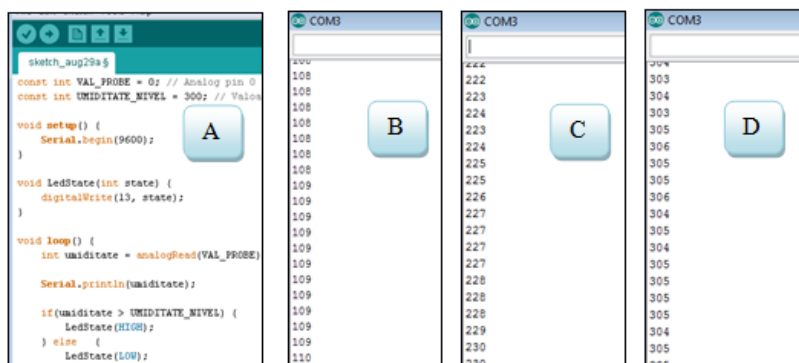 sketch_aug29a §
const int VAL_PROBE = 0; // Analog pin 0
const int UMIDITATE_NIVEL = 300; //
void setup() {
Serial.begin(9600);
}
void LedState(int state) {
digitalWrite(13, state);
}
void loop() {
int umiditate = analogRead(VAL_PROBE)
Serial.println(umiditate);
if(umiditate > UMIDITATE_NIVEL) {
LedState(HIGH);
} else {
LedState(LOW);
A
COM3
108
108
108
108
108
108
108
109
109
109
109
109
109
109
109
109
109
109
110
B
COM3
222
222
223
224
223
224
225
225
226
227
227
227
227
228
228
228
229
230
C
COM3
304
303
304
303
305
306
305
305
306
304
305
304
305
305
305
305
304
305
D